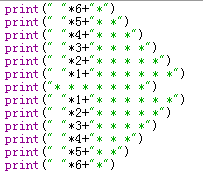 print(" "*6+"*")
print(" "*5+"* *")
print(" "*4+"* * *")
print(" "*3+"* * * *")
print(" "*2+"* * * * *")
print(" "*1+"* * * * * *")
print("* * * * * * *")
print(" "*1+"* * * * * *")
print(" "*2+"* * * * *")
print(" "*3+"* * * *")
print(" "*4+"* * *")
print(" "*5+"* *")
print(" "*6+"*")